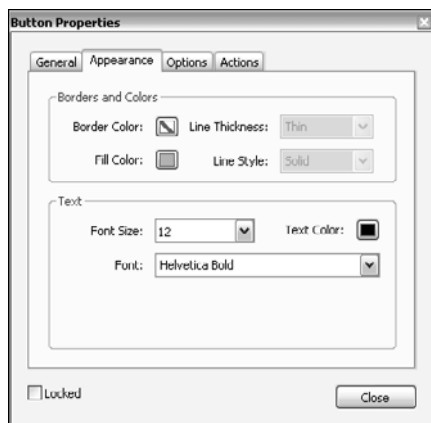 Button Properties
General Appearance Options Actions
Borders and Colors
Border Color: Line Thickness: Thin
Fill Color: Line Style: Solid
Text
Font Size: 12 Text Color:
Font: Helvetica Bold
Locked Close